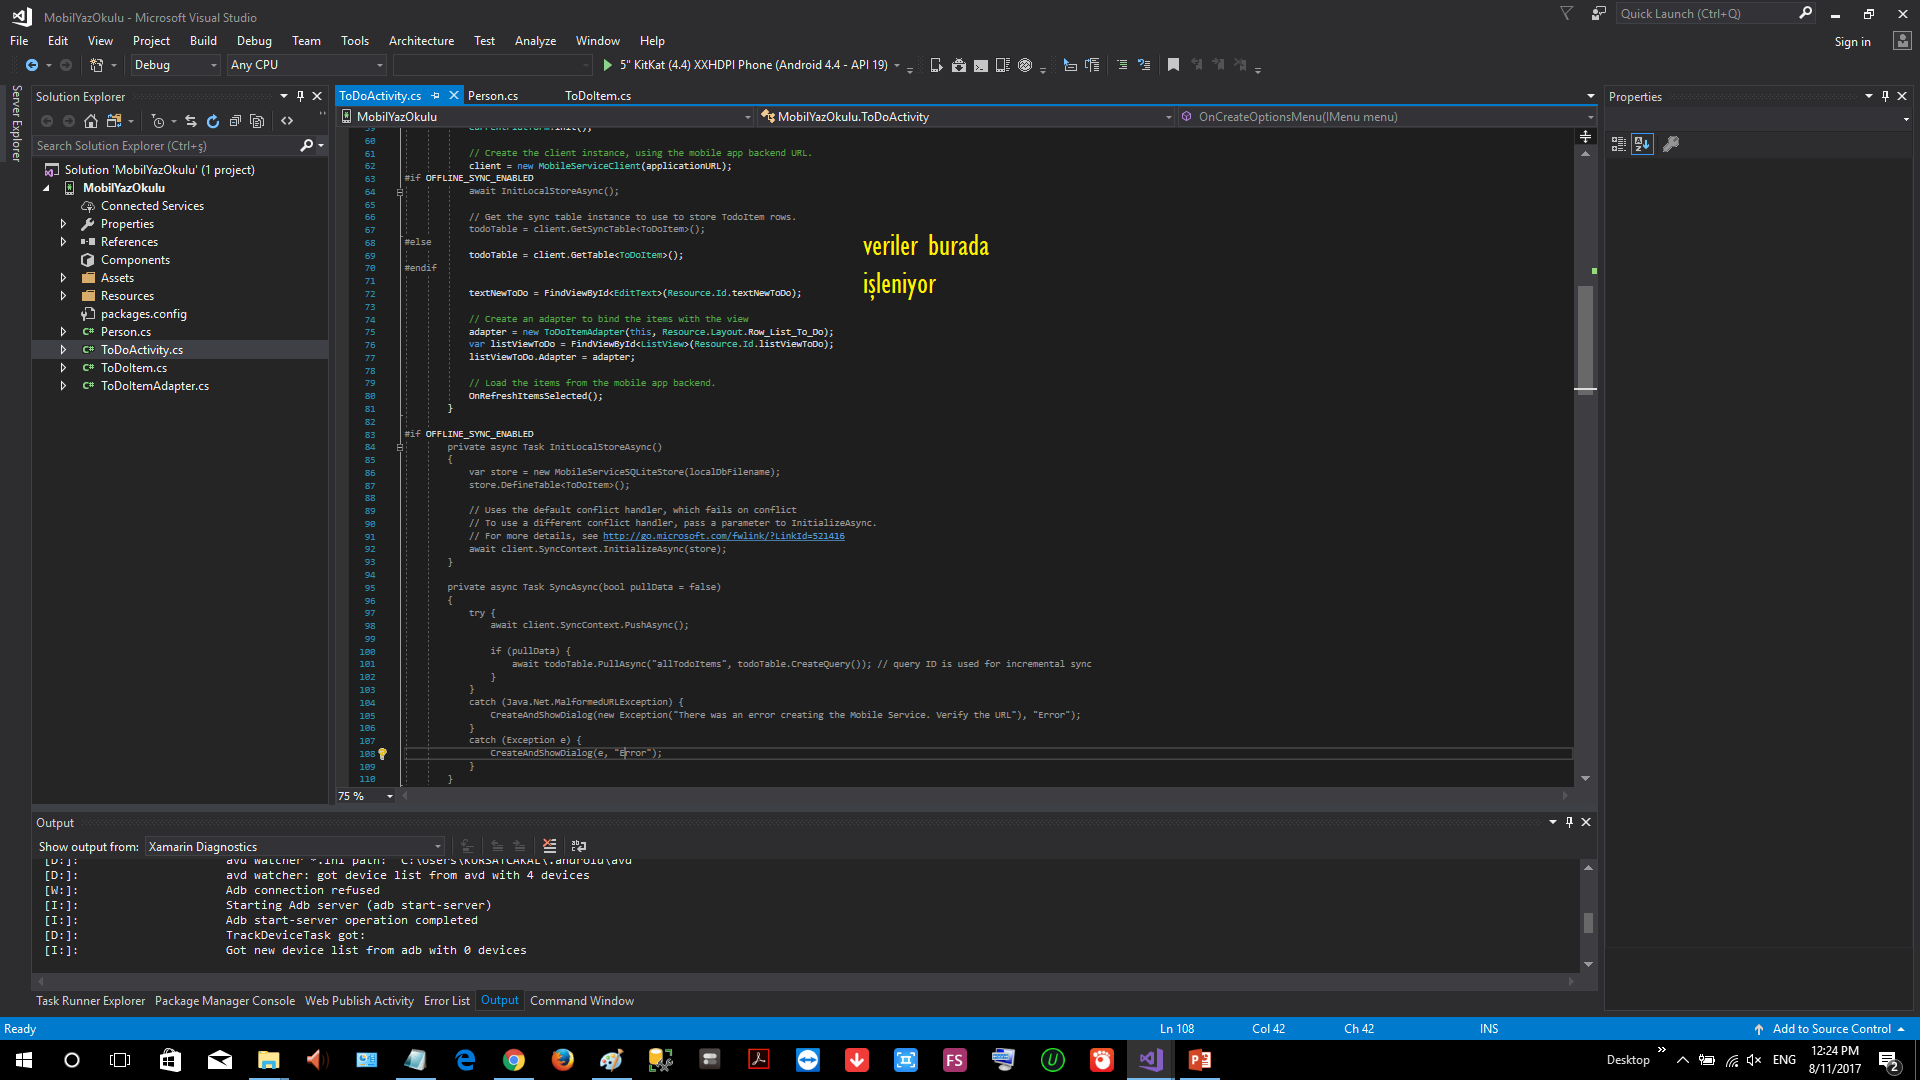 MobilYazOkulu - Microsoft Visual Studio
Quick Launch (Ctrl+Q)
File Edit View Project Build Debug Team Tools Architecture Test Analyze Window Help
Sign in
Debug Any CPU 5" KitKat (4.4) XXHDPI Phone (Android 4.4 - API 19)
Server Explorer
Solution Explorer
Search Solution Explorer (Ctrl+ş)
Solution 'MobilYazOkulu' (1 project)
MobilYazOkulu
Connected Services
Properties
References
Components
Assets
Resources
packages.config
C# Person.cs
C# ToDoActivity.cs
C# ToDoItem.cs
C# ToDoItemAdapter.cs
ToDoActivity.cs Person.cs ToDoItem.cs
MobilYazOkulu MobilYazOkulu.ToDoActivity OnCreateOptionsMenu(IMenu menu)
59 CurrentPlatform.Init();
60
61 // Create the client instance, using the mobile app backend URL.
62 client = new MobileServiceClient(applicationURL);
63 #if OFFLINE_SYNC_ENABLED
64 await InitLocalStoreAsync();
65
66 // Get the sync table instance to use to store TodoItem rows.
67 todoTable = client.GetSyncTable<ToDoItem>();
68 #else
69 todoTable = client.GetTable<ToDoItem>();
70 #endif
71
72 textNewToDo = FindViewById<EditText>(Resource.Id.textNewToDo);
73
74 // Create an adapter to bind the items with the view
75 adapter = new ToDoItemAdapter(this, Resource.Layout.Row_List_To_Do);
76 var listViewToDo = FindViewById<ListView>(Resource.Id.listViewToDo);
77 listViewToDo.Adapter = adapter;
78
79 // Load the items from the mobile app backend.
80 OnRefreshItemsSelected();
81 }
82
83 #if OFFLINE_SYNC_ENABLED
84 private async Task InitLocalStoreAsync()
85 {
86 var store = new MobileServiceSQLiteStore(localDbFilename);
87 store.DefineTable<ToDoItem>();
88
89 // Uses the default conflict handler, which fails on conflict
90 // To use a different conflict handler, pass a parameter to InitializeAsync.
91 // For more details, see http://go.microsoft.com/fwlink/?LinkId=521416
92 await client.SyncContext.InitializeAsync(store);
93 }
94
95 private async Task SyncAsync(bool pullData = false)
96 {
97 try {
98 await client.SyncContext.PushAsync();
99
100 if (pullData) {
101 await todoTable.PullAsync("allTodoItems", todoTable.CreateQuery()); // query ID is used for incremental sync
102 }
103 }
104 catch (Java.Net.MalformedURLException) {
105 CreateAndShowDialog(new Exception("There was an error creating the Mobile Service. Verify the URL"), "Error");
106 }
107 catch (Exception e) {
108 CreateAndShowDialog(e, "Error");
109 }
110 }
veriler burada
işleniyor
75 %
Properties
Output
Show output from: Xamarin Diagnostics
[D:]: avd watcher *.ini path: C:\Users\KURSATCAKAL\.android\avd
[D:]: avd watcher: got device list from avd with 4 devices
[W:]: Adb connection refused
[I:]: Starting Adb server (adb start-server)
[I:]: Adb start-server operation completed
[D:]: TrackDeviceTask got:
[I:]: Got new device list from adb with 0 devices
Task Runner Explorer Package Manager Console Web Publish Activity Error List Output Command Window
Ready Ln 108 Col 42 Ch 42 INS Add to Source Control
FS
Desktop ENG 12:24 PM
8/11/2017
2